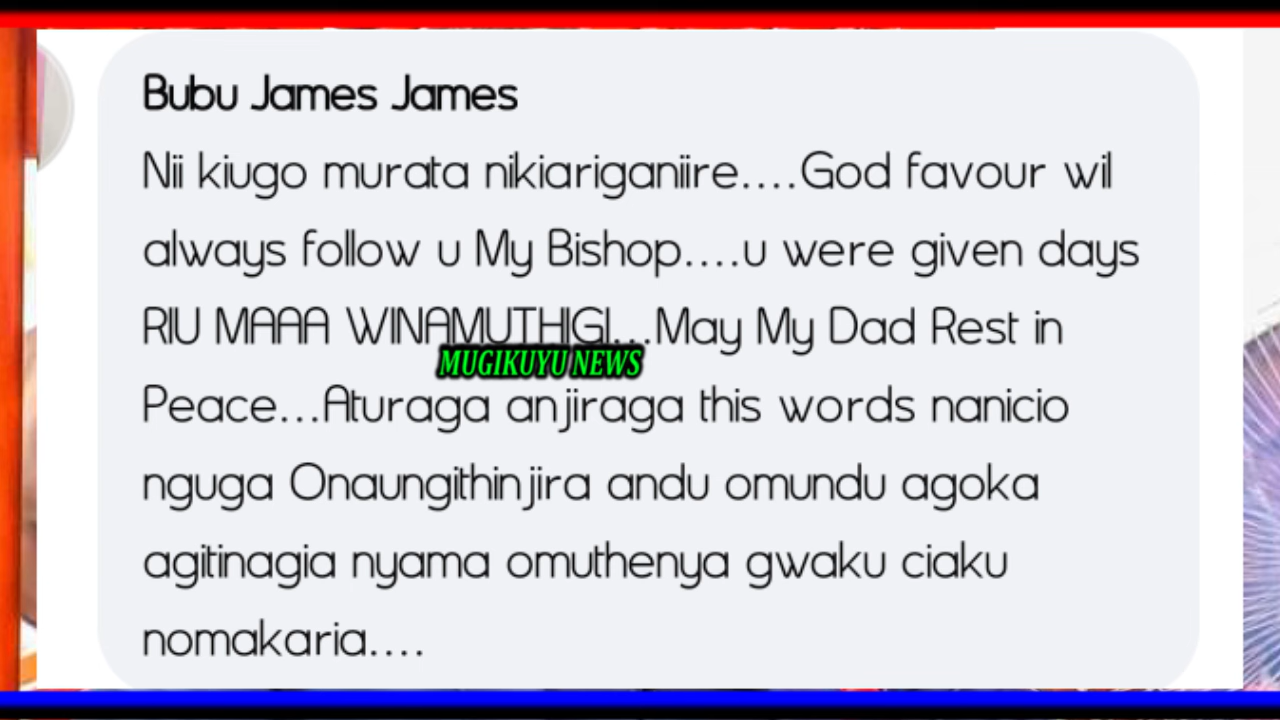 Bubu James James
Nii kiugo murata nikiariganiire....God favour wil
always follow u My Bishop....u were given days
RIU MAAA WINAMUTHIGI...May My Dad Rest in
MUGIKUYU NEWS
Peace...Aturaga anjiraga this words nanicio
nguga Onaungithinjira andu omundu agoka
agitinagia nyama omuthenya gwaku ciaku
nomakaria....